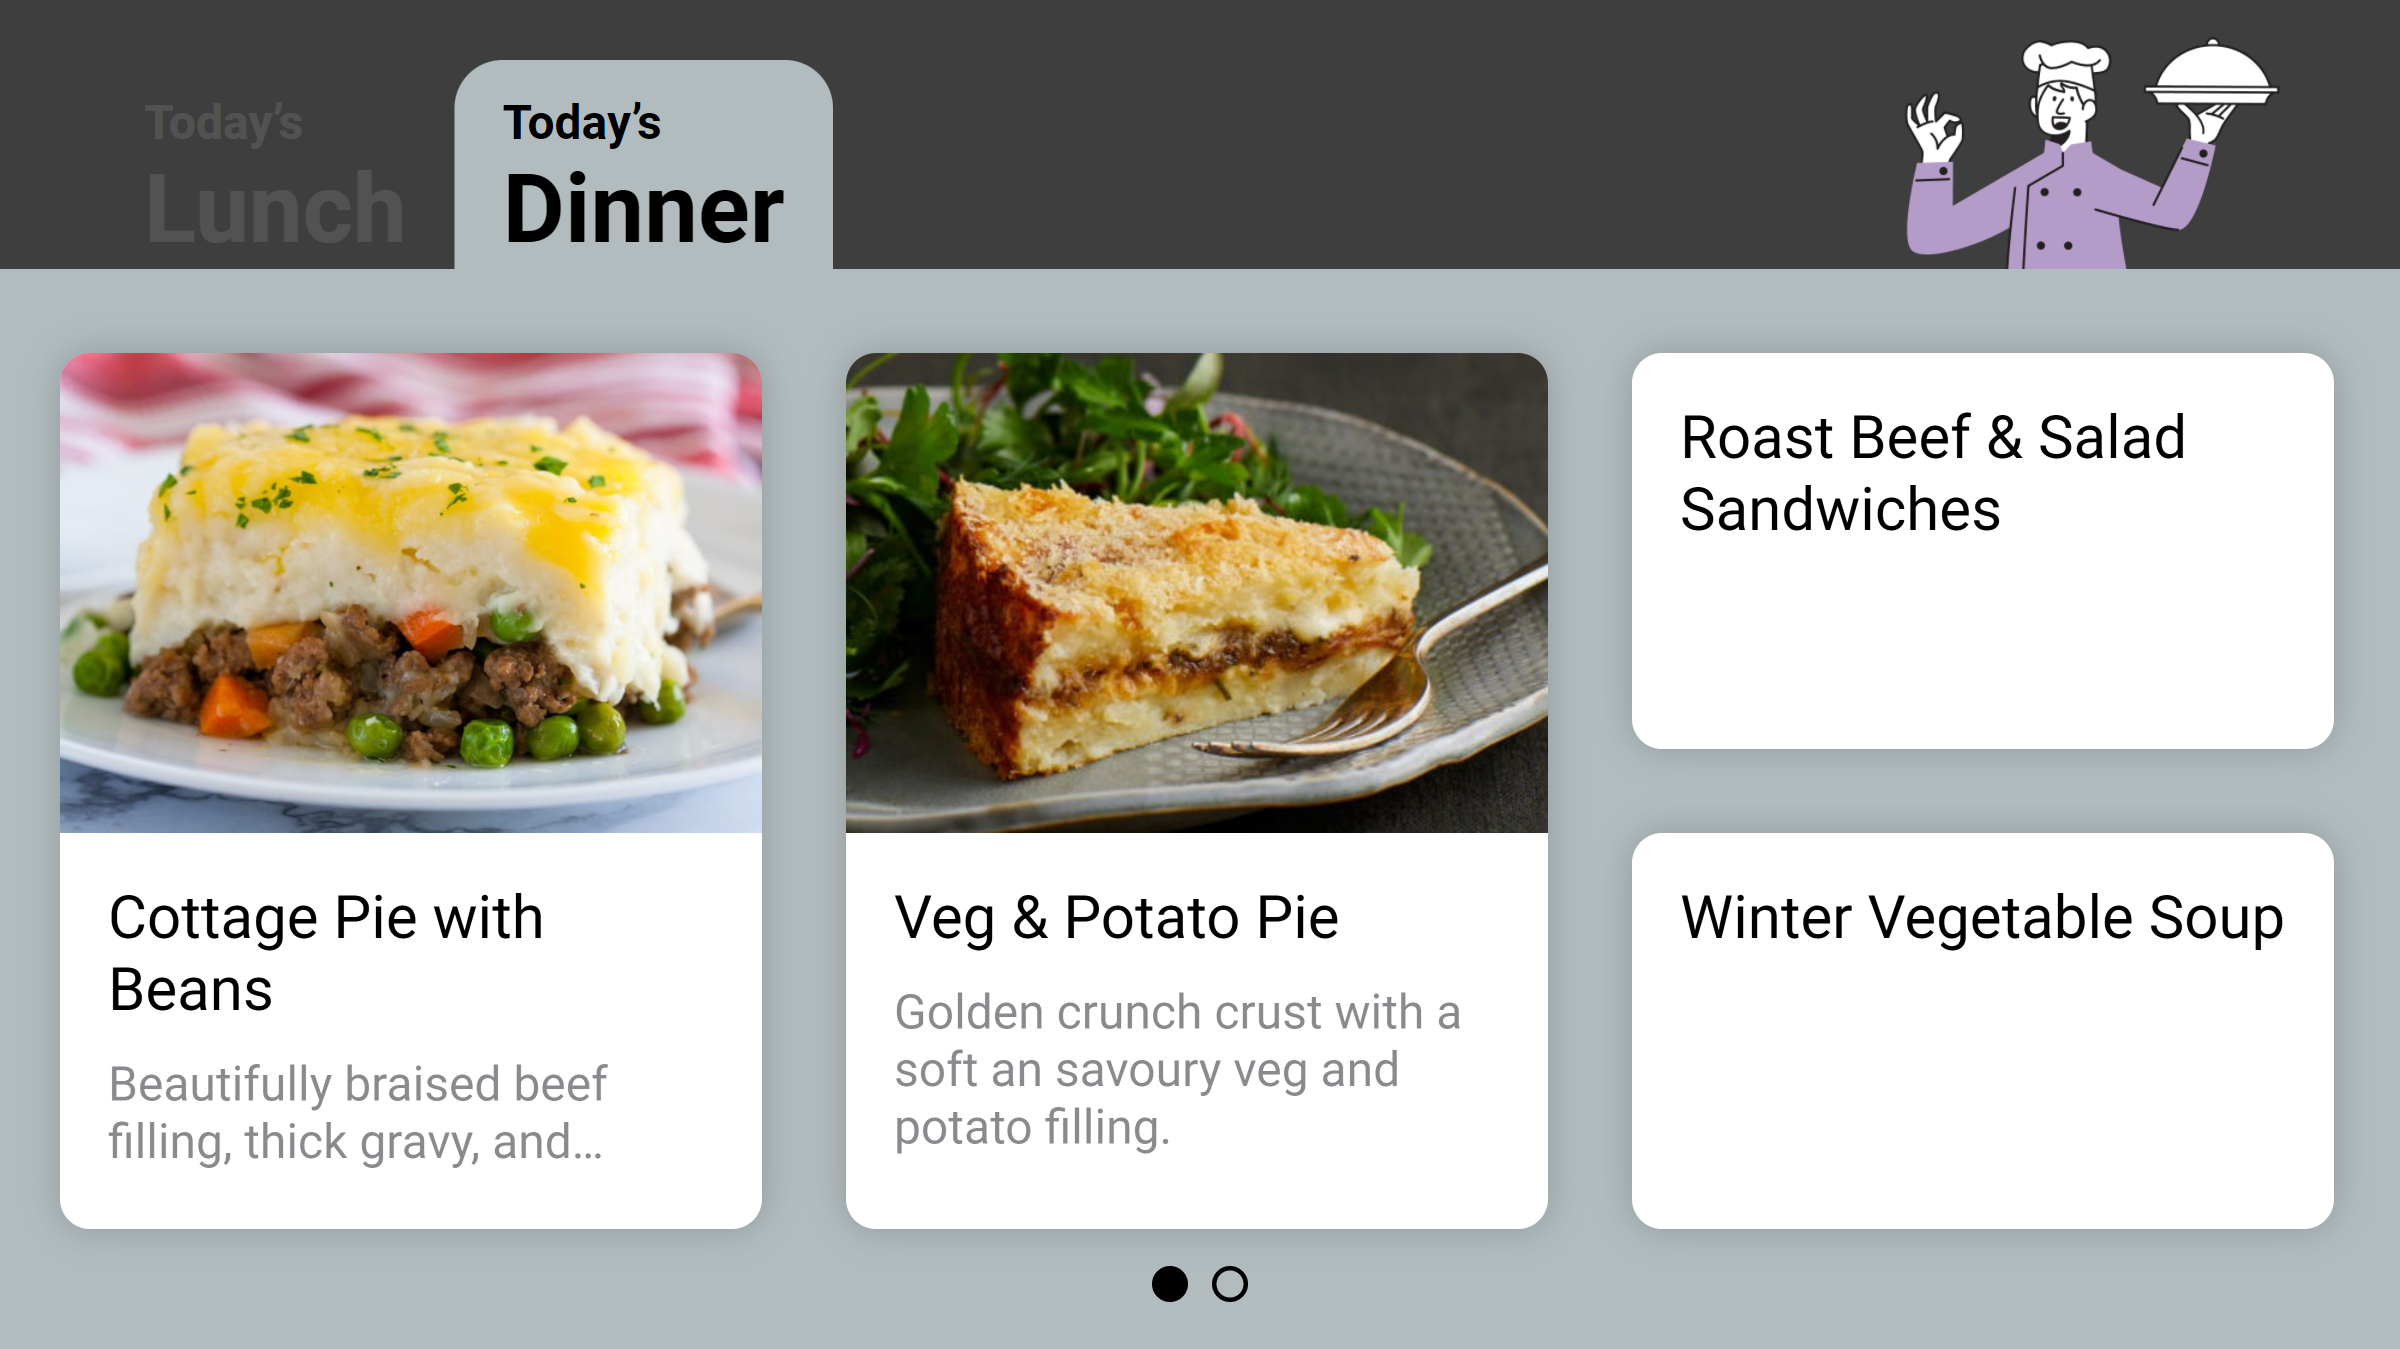 Today's
Lunch
Today's
Dinner
Cottage Pie with
Beans
Beautifully braised beef
filling, thick gravy, and...
Veg & Potato Pie
Golden crunch crust with a
soft an savoury veg and
potato filling.
Roast Beef & Salad
Sandwiches
Winter Vegetable Soup